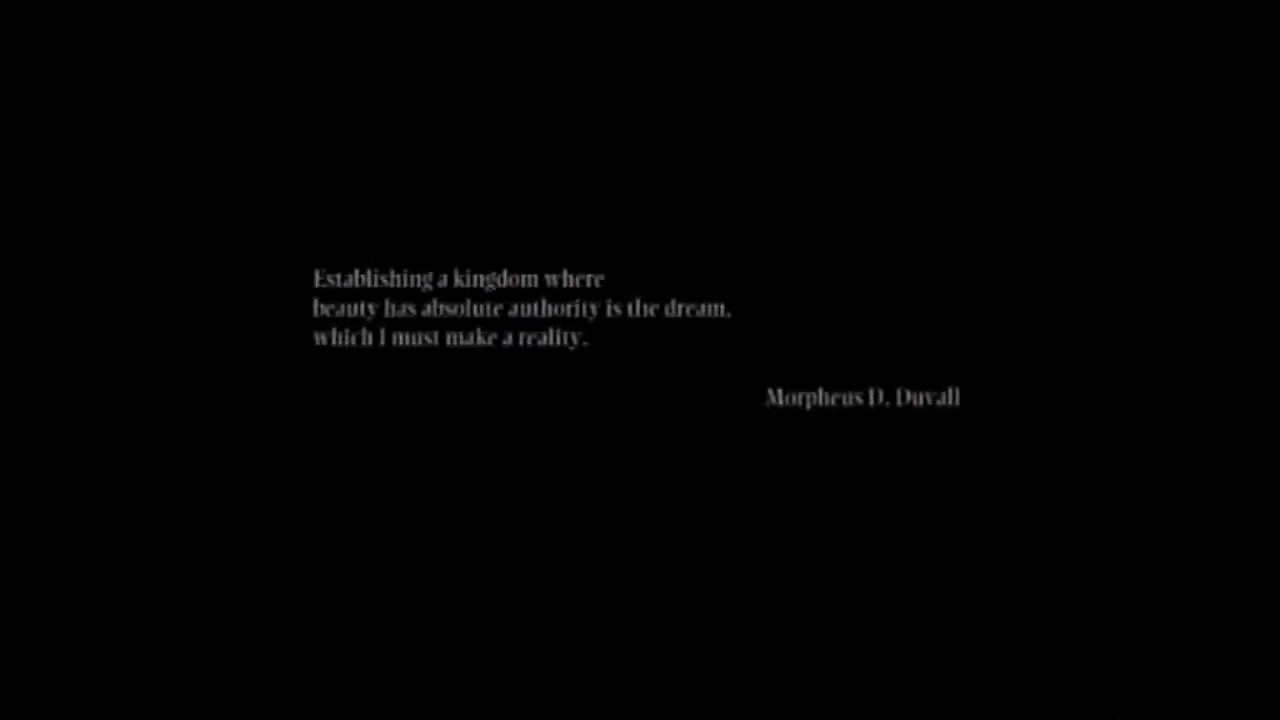 Establishing a kingdom where
beauty has absolute authority is the dream,
which I must make a reality.
Morpheus D. Duvall